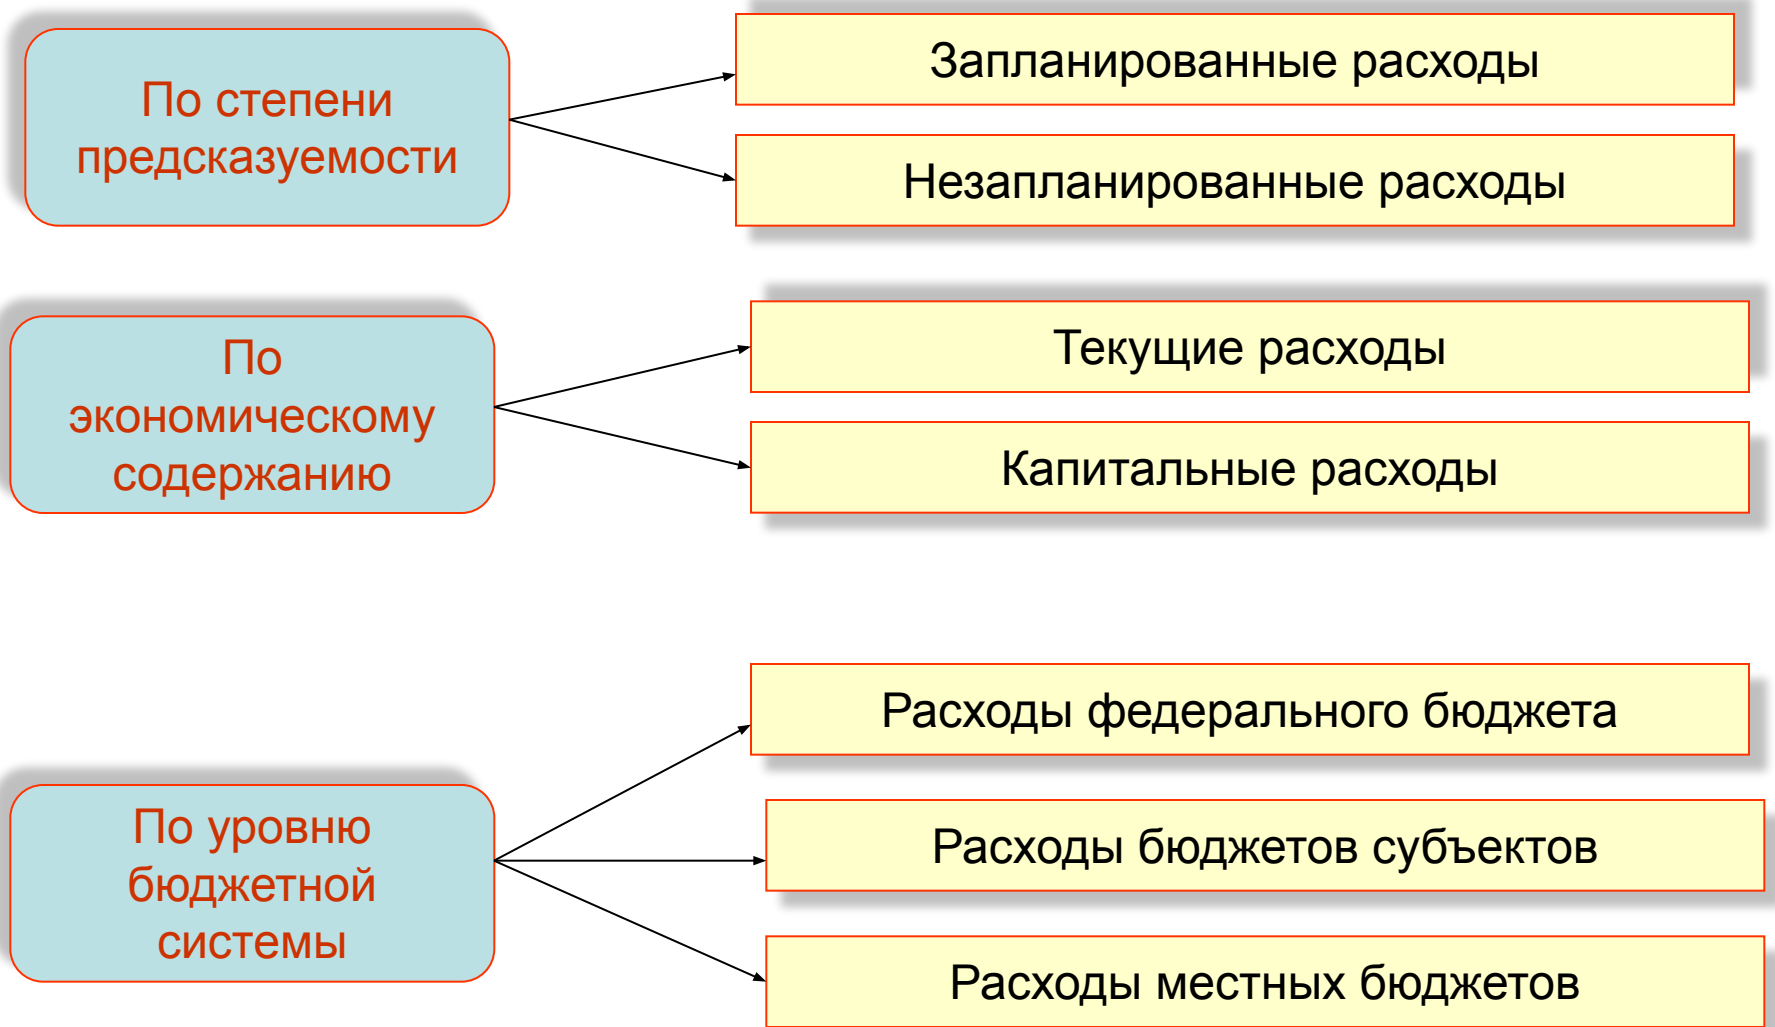 По степени
предсказуемости
Запланированные расходы
Незапланированные расходы
По
экономическому
содержанию
Текущие расходы
Капитальные расходы
По уровню
бюджетной
системы
Расходы федерального бюджета
Расходы бюджетов субъектов
Расходы местных бюджетов